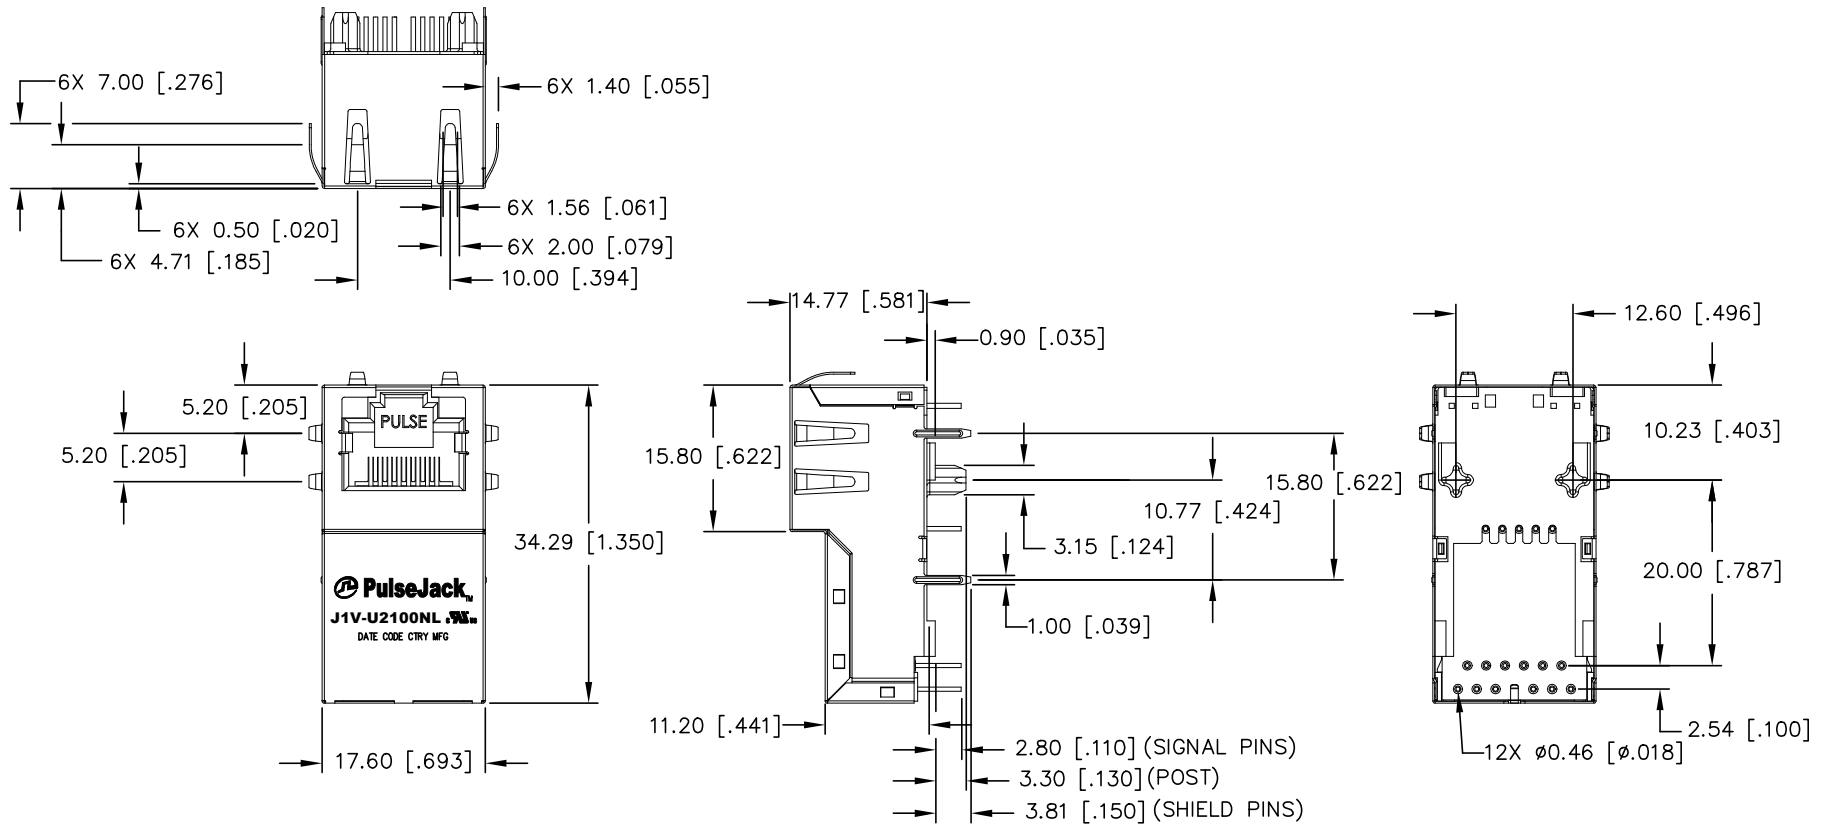 6X 7.00 [.276]
6X 1.40 [.055]
6X 1.56 [.061]
6X 0.50 [.020]
6X 2.00 [.079]
6X 4.71 [.185]
10.00 [.394]
5.20 [.205]
5.20 [.205]
PULSE
34.29 [1.350]
PulseJack™
J1V-U2100NL
DATE CODE CTRY MFG
17.60 [.693]
14.77 [.581]
0.90 [.035]
15.80 [.622]
15.80 [.622]
10.77 [.424]
3.15 [.124]
1.00 [.039]
11.20 [.441]
2.80 [.110] (SIGNAL PINS)
3.30 [.130] (POST)
3.81 [.150] (SHIELD PINS)
12.60 [.496]
10.23 [.403]
20.00 [.787]
2.54 [.100]
12X ø0.46 [ø.018]